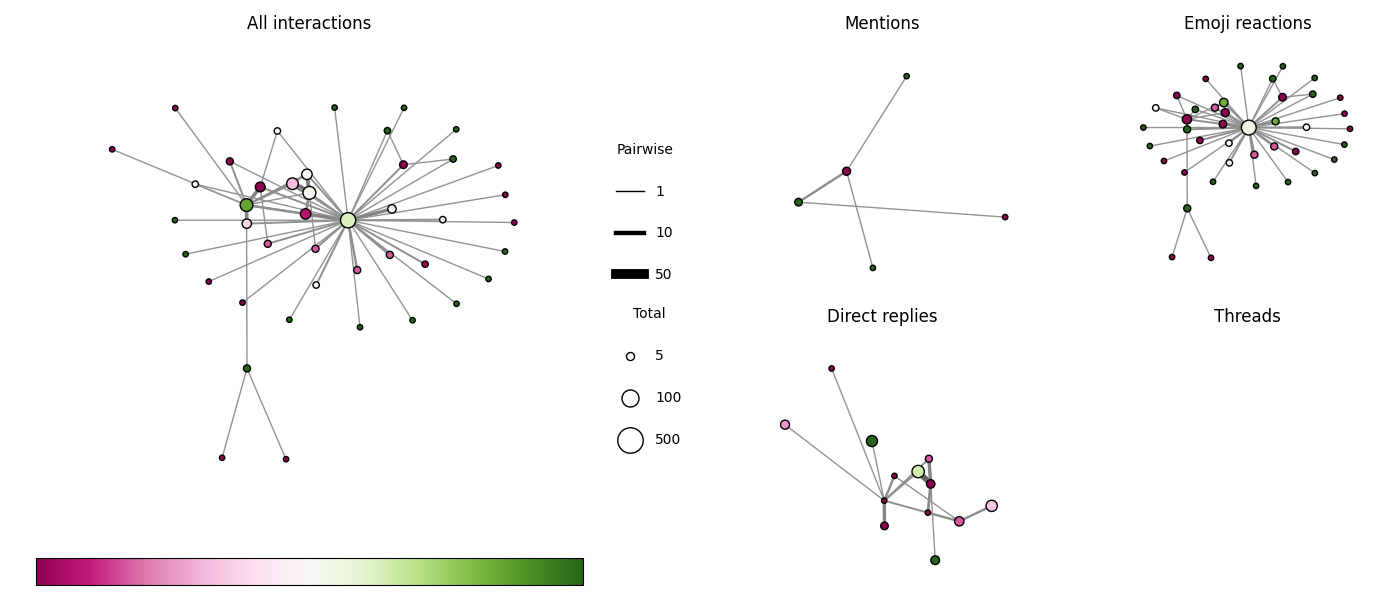 All interactions
Mentions
Emoji reactions
Pairwise
1
10
50
Total
5
100
500
Direct replies
Threads